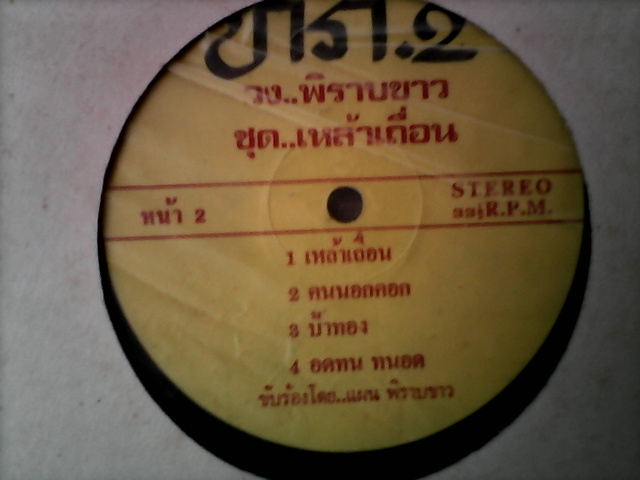 วง..พิราบขาว
ชุด..เหล้าเถื่อน
หน้า 2
STEREO
33⅓R.P.M.
1 เหล้าเถื่อน
2 คนนอกคอก
3 บ้าทอง
4 อดทน ทนอด
ขับร้องโดย..แผน พิราบขาว